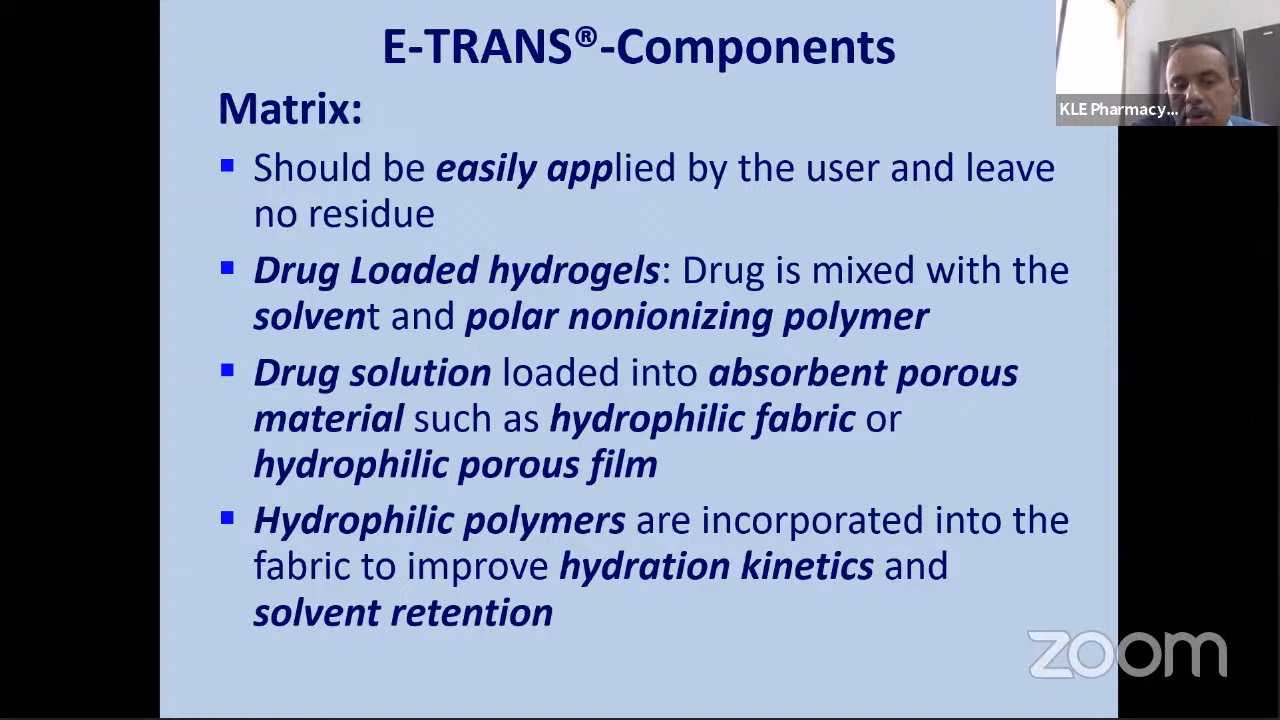 E-TRANS®-Components
KLE Pharmacy...
Matrix:
▪ Should be easily applied by the user and leave
no residue
▪ Drug Loaded hydrogels: Drug is mixed with the
solvent and polar nonionizing polymer
▪ Drug solution loaded into absorbent porous
material such as hydrophilic fabric or
hydrophilic porous film
▪ Hydrophilic polymers are incorporated into the
fabric to improve hydration kinetics and
solvent retention
zoom